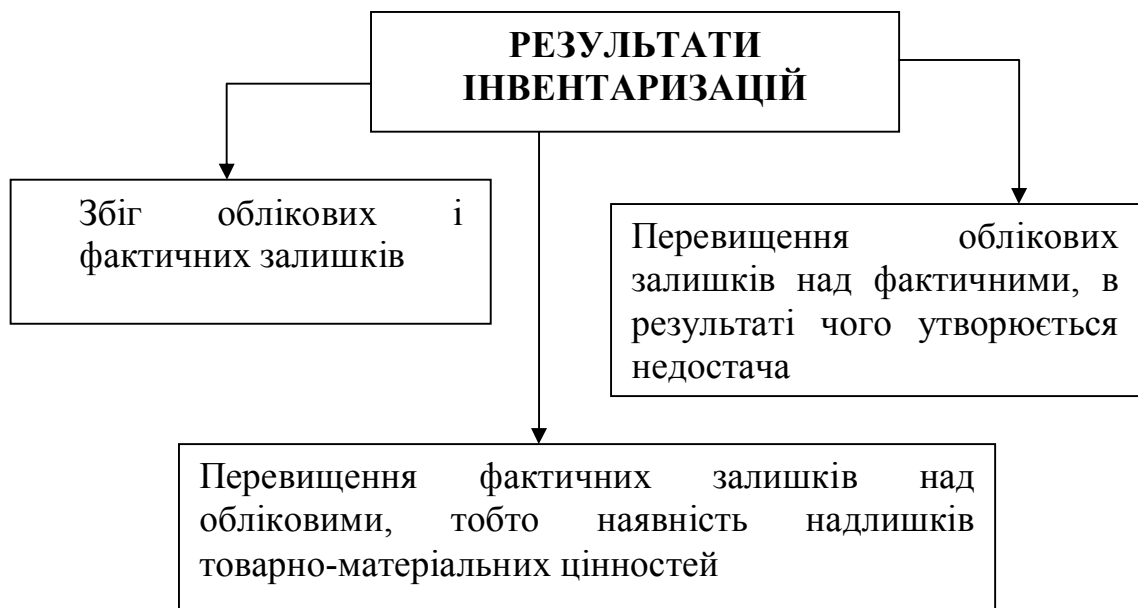 РЕЗУЛЬТАТИ
ІНВЕНТАРИЗАЦІЙ
Збіг облікових і
фактичних залишків
Перевищення облікових
залишків над фактичними, в
результаті чого утворюється
недостача
Перевищення фактичних залишків над
обліковими, тобто наявність надлишків
товарно-матеріальних цінностей